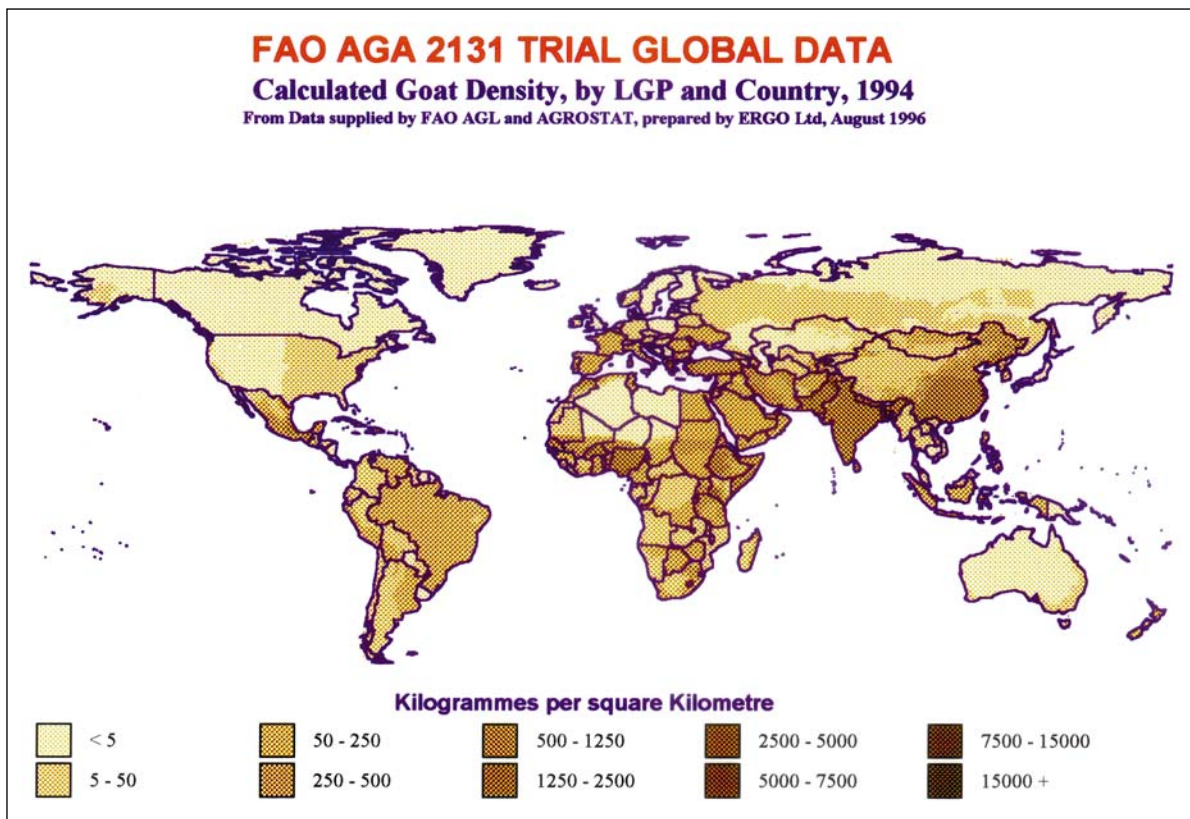 FAO AGA 2131 TRIAL GLOBAL DATA
Calculated Goat Density, by LGP and Country, 1994
From Data supplied by FAO AGL and AGROSTAT, prepared by ERGO Ltd, August 1996
Kilogrammes per square Kilometre
< 5
50 - 250
500 - 1250
2500 - 5000
7500 - 15000
5 - 50
250 - 500
1250 - 2500
5000 - 7500
15000 +